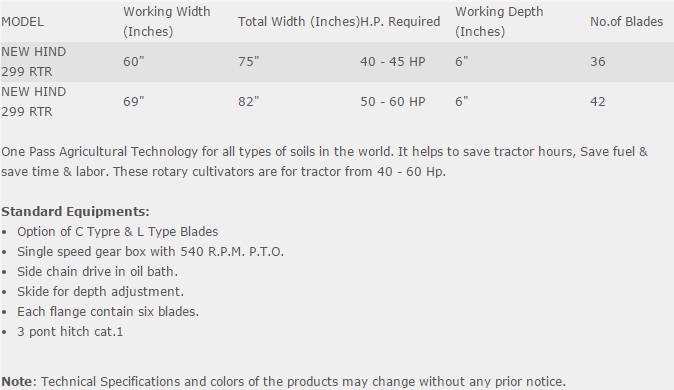 MODEL Working Width (Inches) Total Width (Inches) H.P. Required Working Depth (Inches) No.of Blades
NEW HIND 299 RTR 60" 75" 40 - 45 HP 6" 36
NEW HIND 299 RTR 69" 82" 50 - 60 HP 6" 42
One Pass Agricultural Technology for all types of soils in the world. It helps to save tractor hours, Save fuel &
save time & labor. These rotary cultivators are for tractor from 40 - 60 Hp.
Standard Equipments:
• Option of C Typre & L Type Blades
• Single speed gear box with 540 R.P.M. P.T.O.
• Side chain drive in oil bath.
• Skide for depth adjustment.
• Each flange contain six blades.
• 3 pont hitch cat.1
Note: Technical Specifications and colors of the products may change without any prior notice.